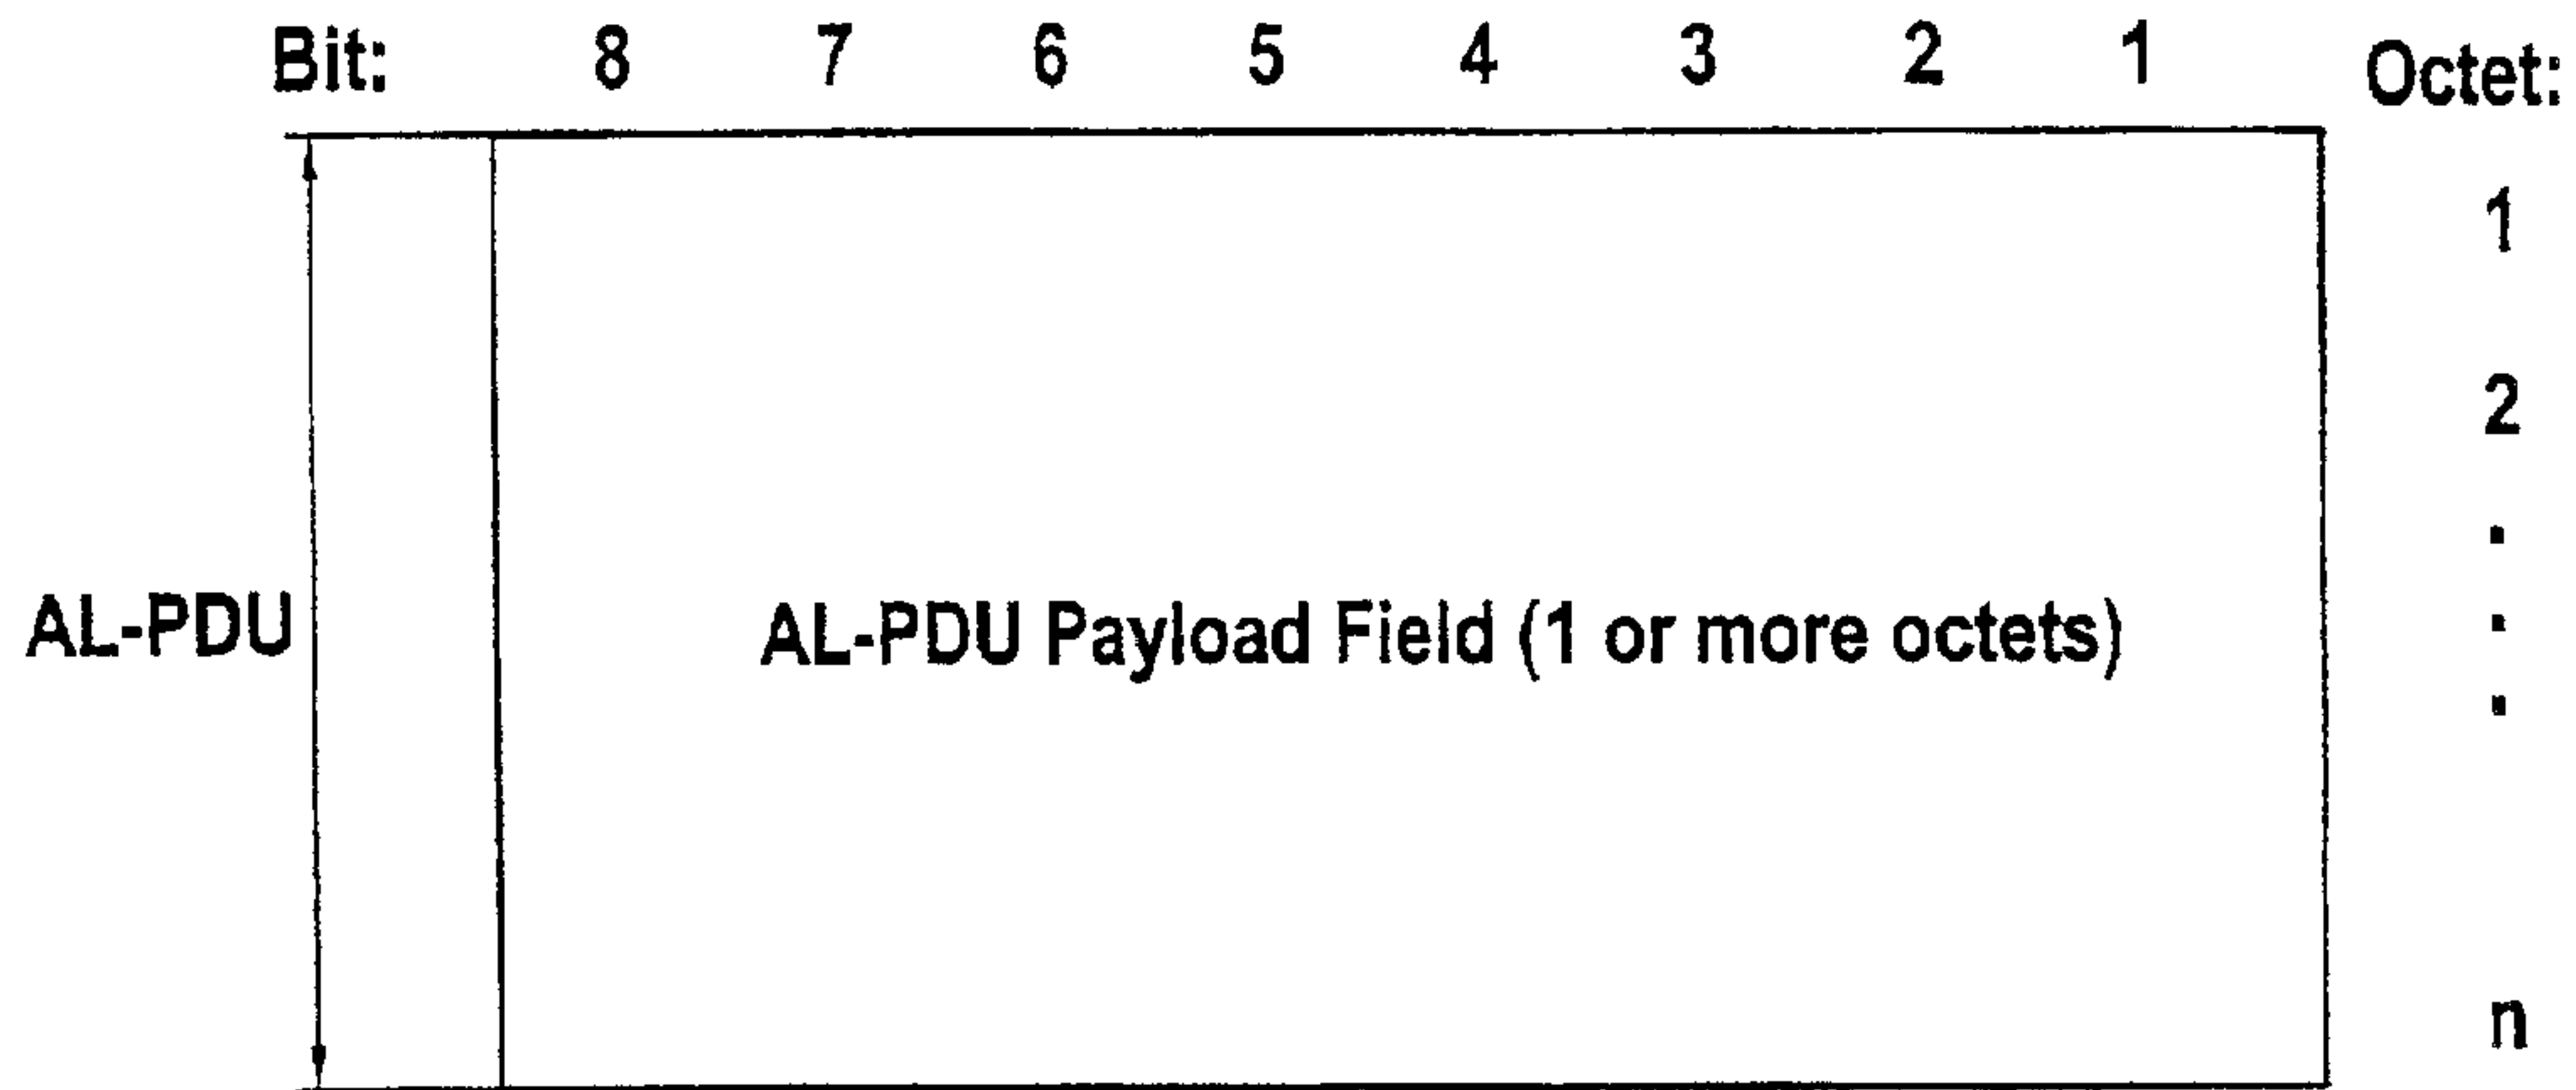 Bit: 8 7 6 5 4 3 2 1 Octet:
1
2
.
.
.
AL-PDU AL-PDU Payload Field (1 or more octets)
n